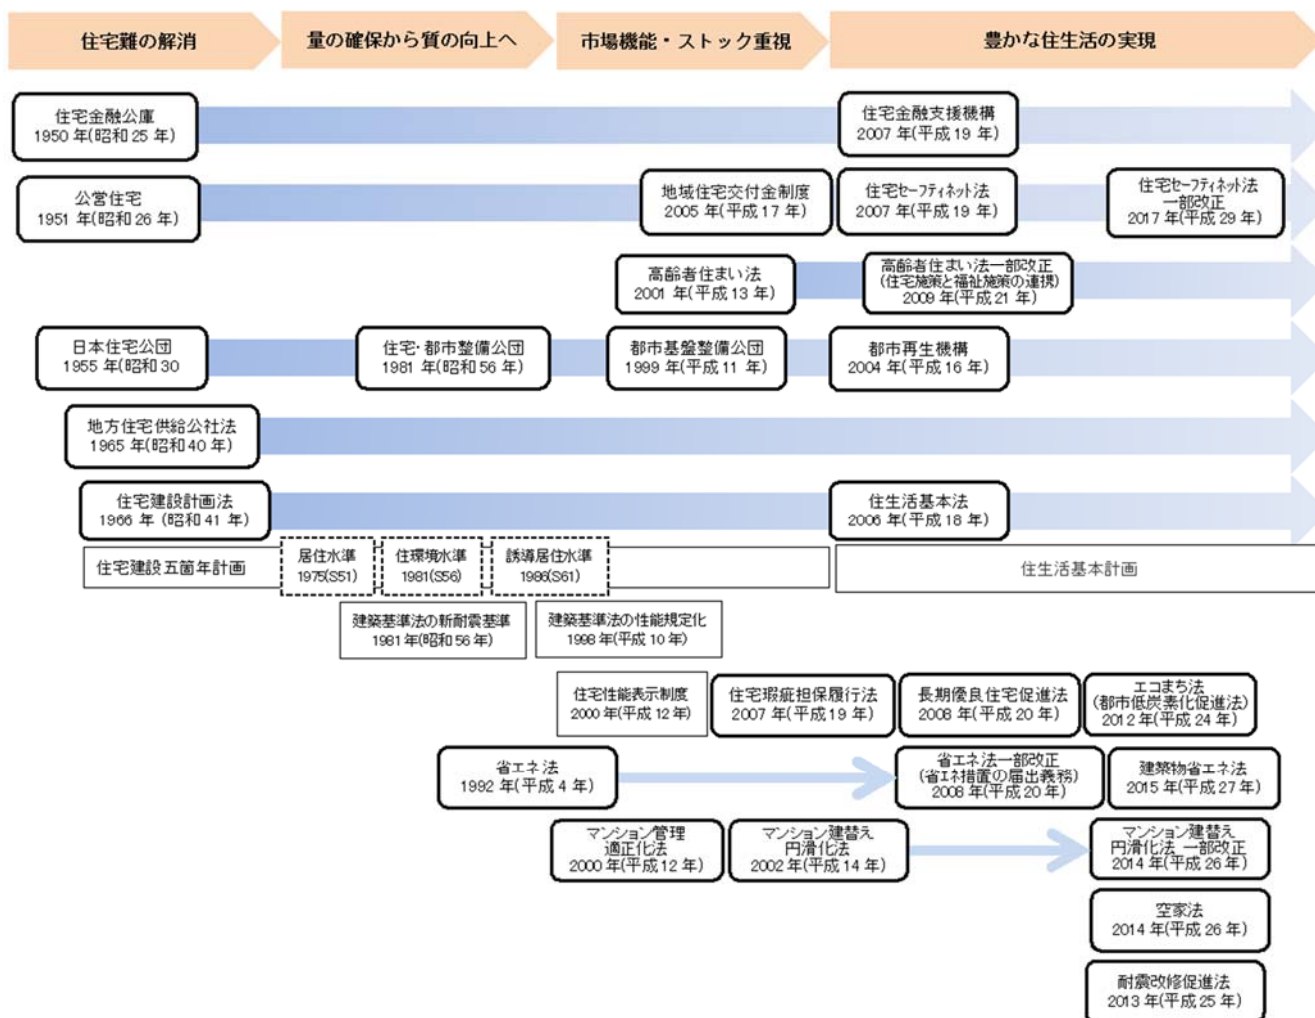 住宅難の解消
量の確保から質の向上へ
市場機能・ストック重視
豊かな住生活の実現
住宅金融公庫
1950 年(昭和 25 年)
住宅金融支援機構
2007 年(平成 19 年)
公営住宅
1951 年(昭和 26 年)
地域住宅交付金制度
2005 年(平成 17 年)
住宅セーフティネット法
2007 年(平成 19 年)
住宅セーフティネット法
一部改正
2017 年(平成 29 年)
高齢者住まい法
2001 年(平成 13 年)
高齢者住まい法一部改正
(住宅施策と福祉施策の連携)
2009 年(平成 21 年)
日本住宅公団
1955 年(昭和 30
住宅・都市整備公団
1981 年(昭和 56 年)
都市基盤整備公団
1999 年(平成 11 年)
都市再生機構
2004 年(平成 16 年)
地方住宅供給公社法
1965 年(昭和 40 年)
住宅建設計画法
1966 年 (昭和 41 年)
住生活基本法
2006 年(平成 18 年)
住宅建設五箇年計画
居住水準
1975(S51)
住環境水準
1981(S56)
誘導居住水準
1986(S61)
住生活基本計画
建築基準法の新耐震基準
1981 年(昭和 56 年)
建築基準法の性能規定化
1998 年(平成 10 年)
住宅性能表示制度
2000 年(平成 12 年)
住宅瑕疵担保履行法
2007 年(平成 19 年)
長期優良住宅促進法
2008 年(平成 20 年)
エコまち法
(都市低炭素化促進法)
2012 年(平成 24 年)
省エネ法
1992 年(平成 4 年)
省エネ法一部改正
(省エネ措置の届出義務)
2008 年(平成 20 年)
建築物省エネ法
2015 年(平成 27 年)
マンション管理
適正化法
2000 年(平成 12 年)
マンション建替え
円滑化法
2002 年(平成 14 年)
マンション建替え
円滑化法 一部改正
2014 年(平成 26 年)
空家法
2014 年(平成 26 年)
耐震改修促進法
2013 年(平成 25 年)